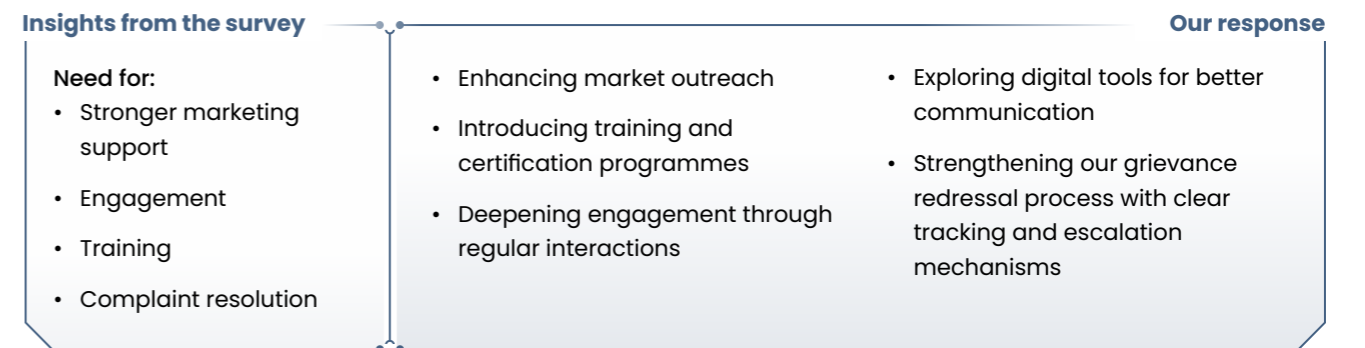 Insights from the survey
Our response
Need for:
• Stronger marketing
support
• Engagement
• Training
• Complaint resolution
• Enhancing market outreach
• Introducing training and
certification programmes
• Deepening engagement through
regular interactions
• Exploring digital tools for better
communication
• Strengthening our grievance
redressal process with clear
tracking and escalation
mechanisms